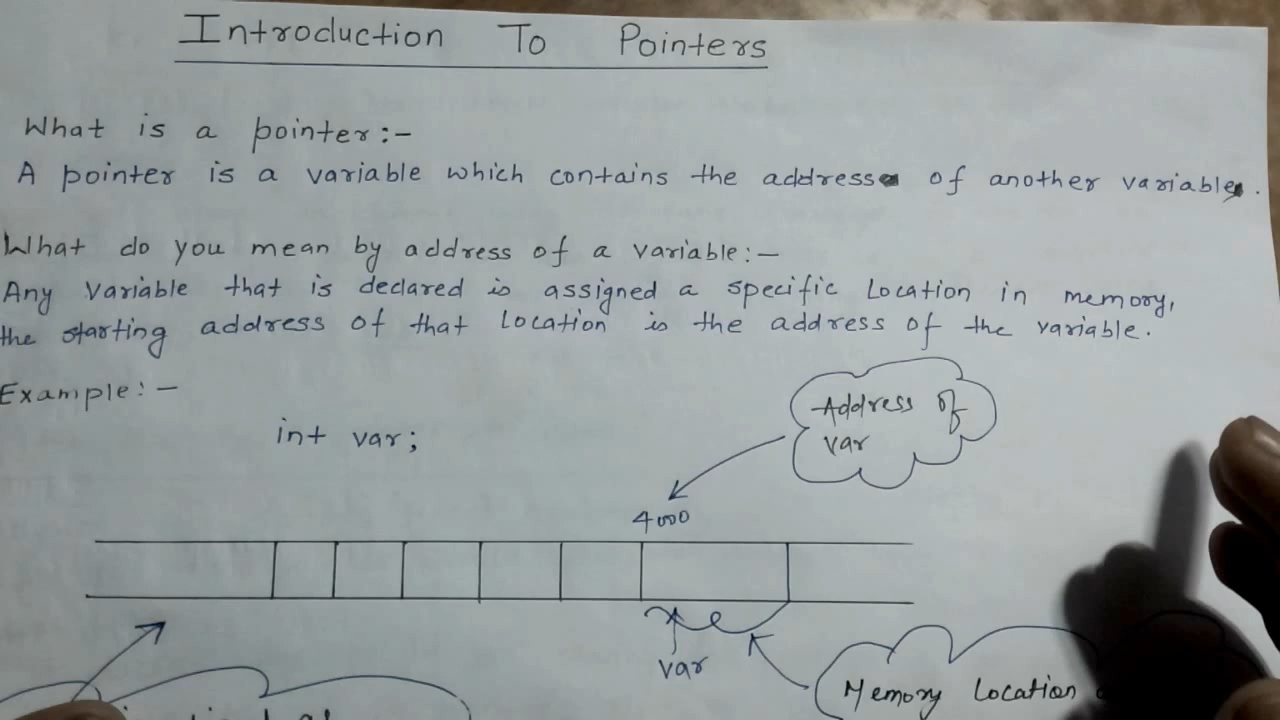 Introduction To Pointers
What is a pointer:-
A pointer is a variable which contains the address of another variable.
What do you mean by address of a variable:-
Any variable that is declared is assigned a specific location in memory,
the starting address of that location is the address of the variable.
Example:-
int var;
Address of
var
4000
var
Memory Location